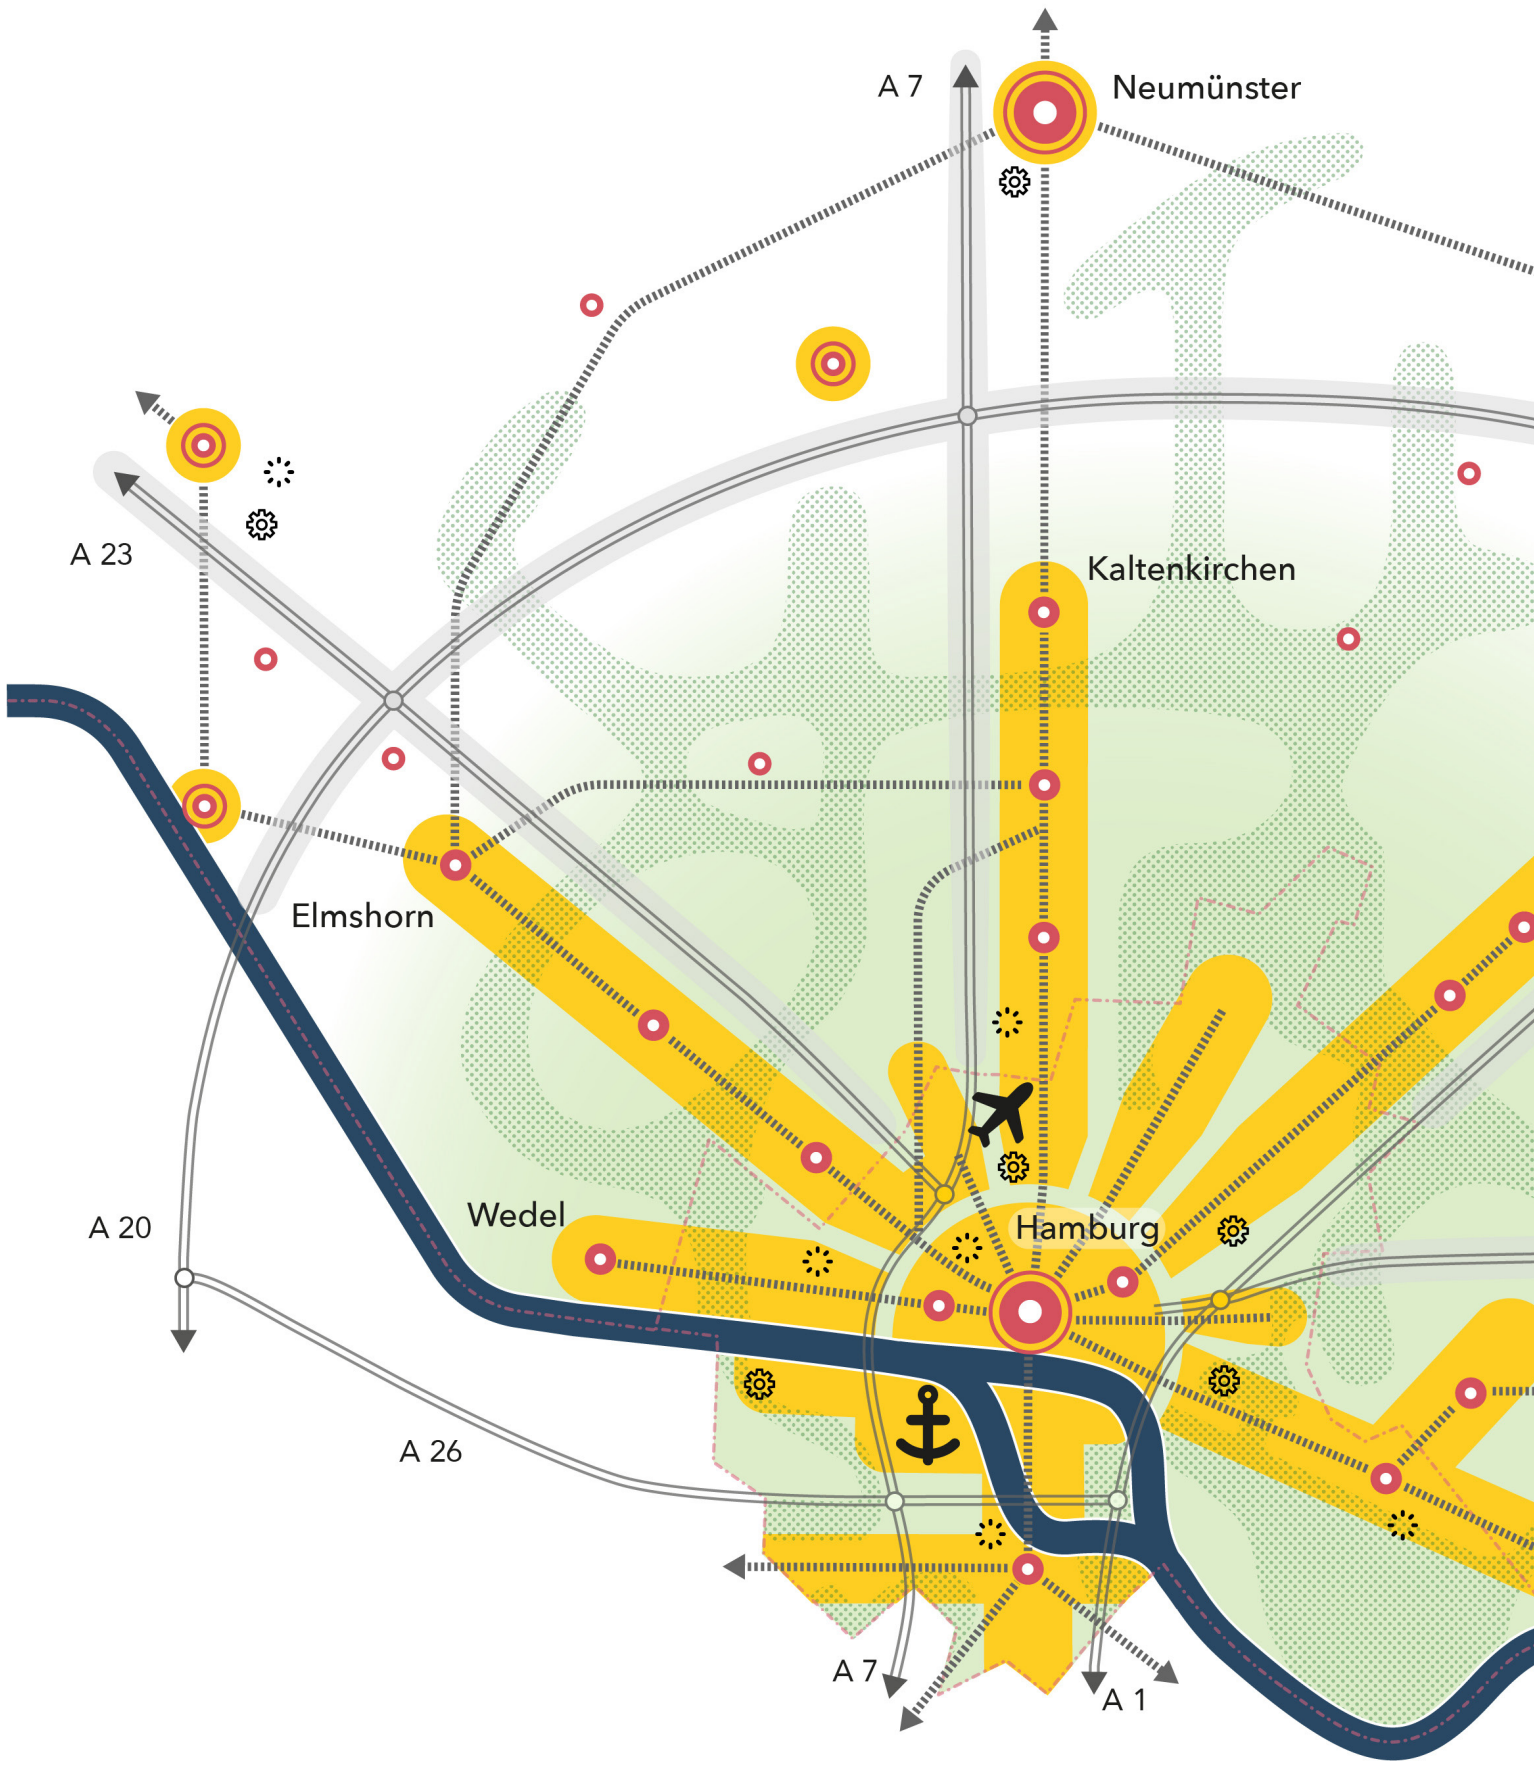 A 7
Neumünster
Kaltenkirchen
A 23
Elmshorn
Wedel
Hamburg
A 20
A 26
A 7
A 1